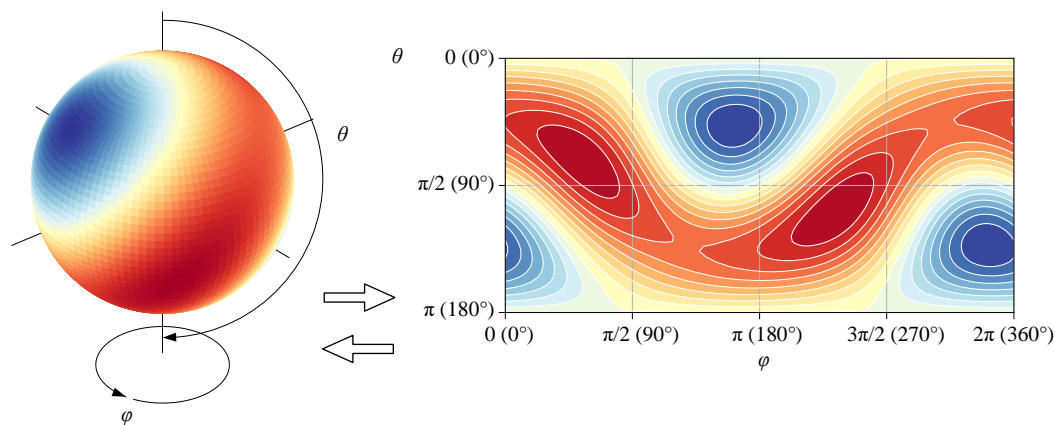 θ
θ
φ
0 (0°)
π/2 (90°)
π (180°)
0 (0°) π/2 (90°) π (180°) 3π/2 (270°) 2π (360°)
φ